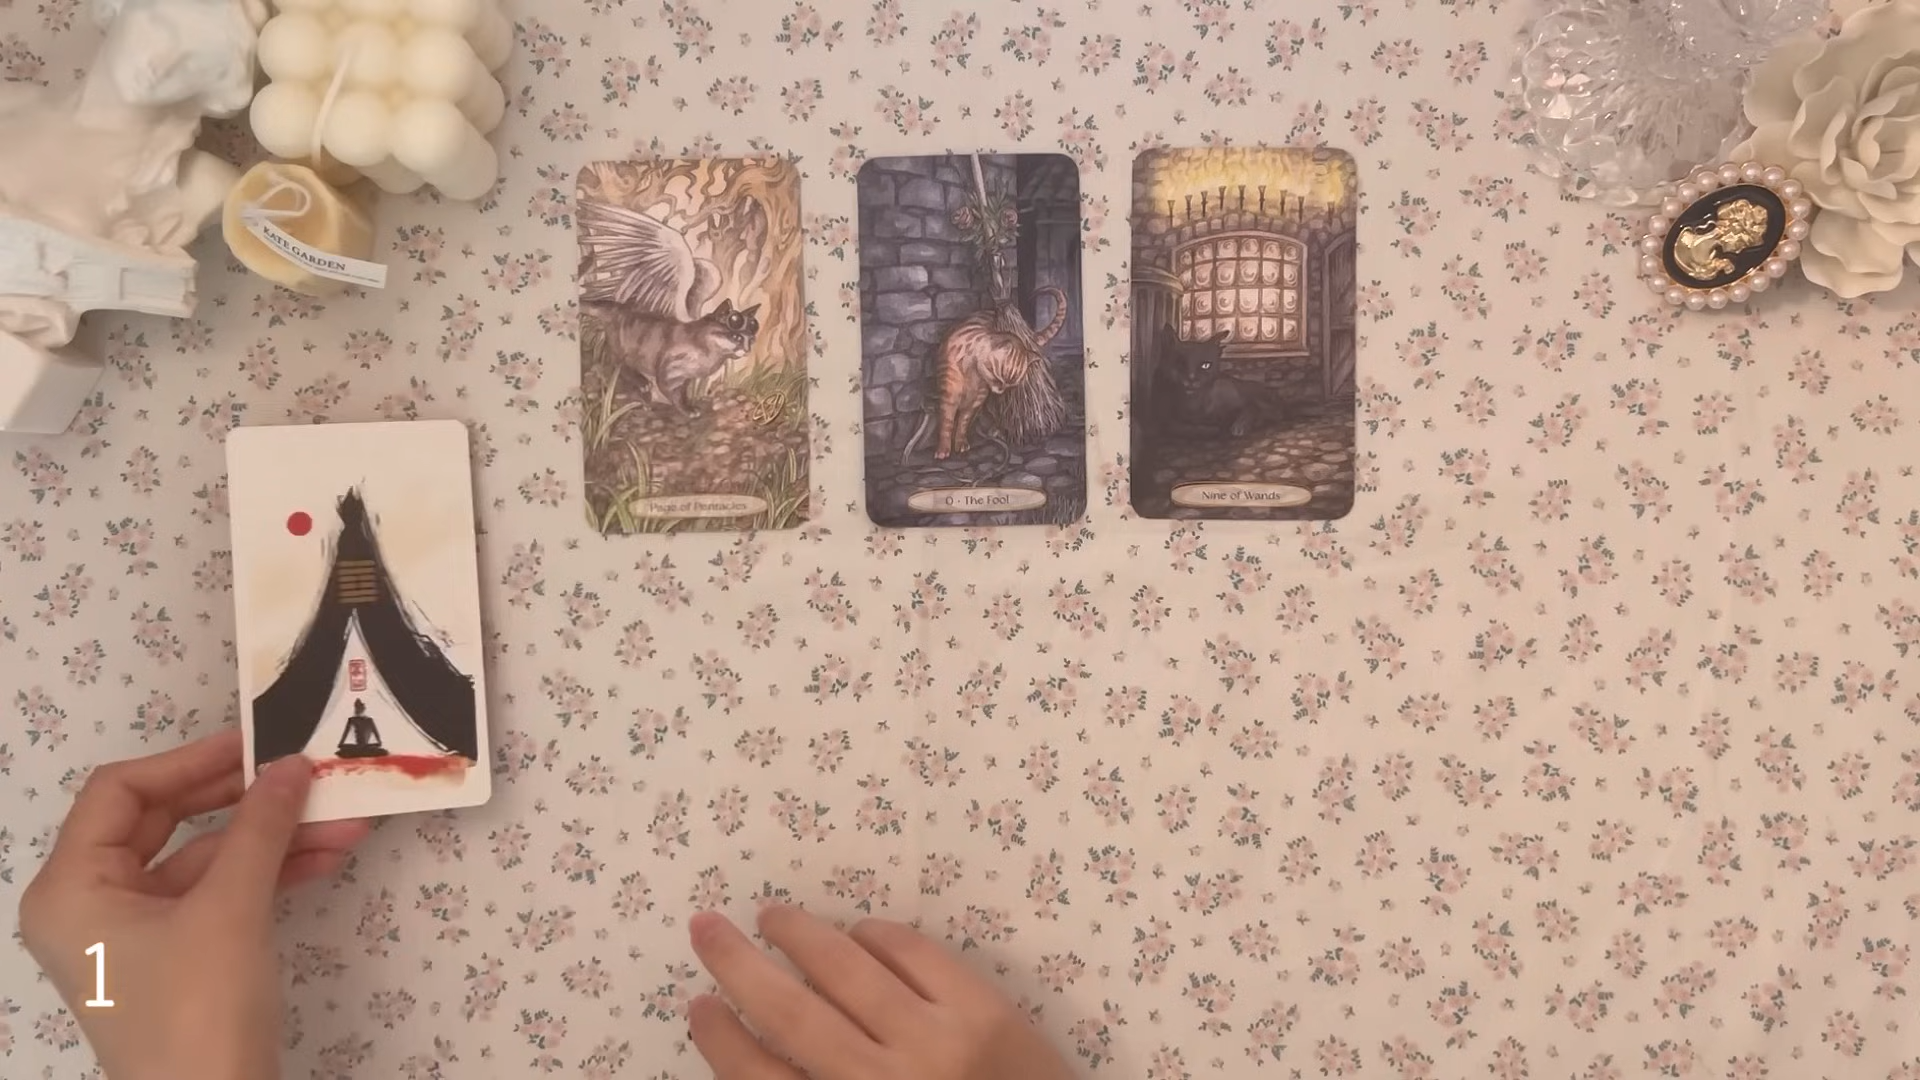 KATE GARDEN
Page of Pentacles
0 - The Fool
Nine of Wands
1